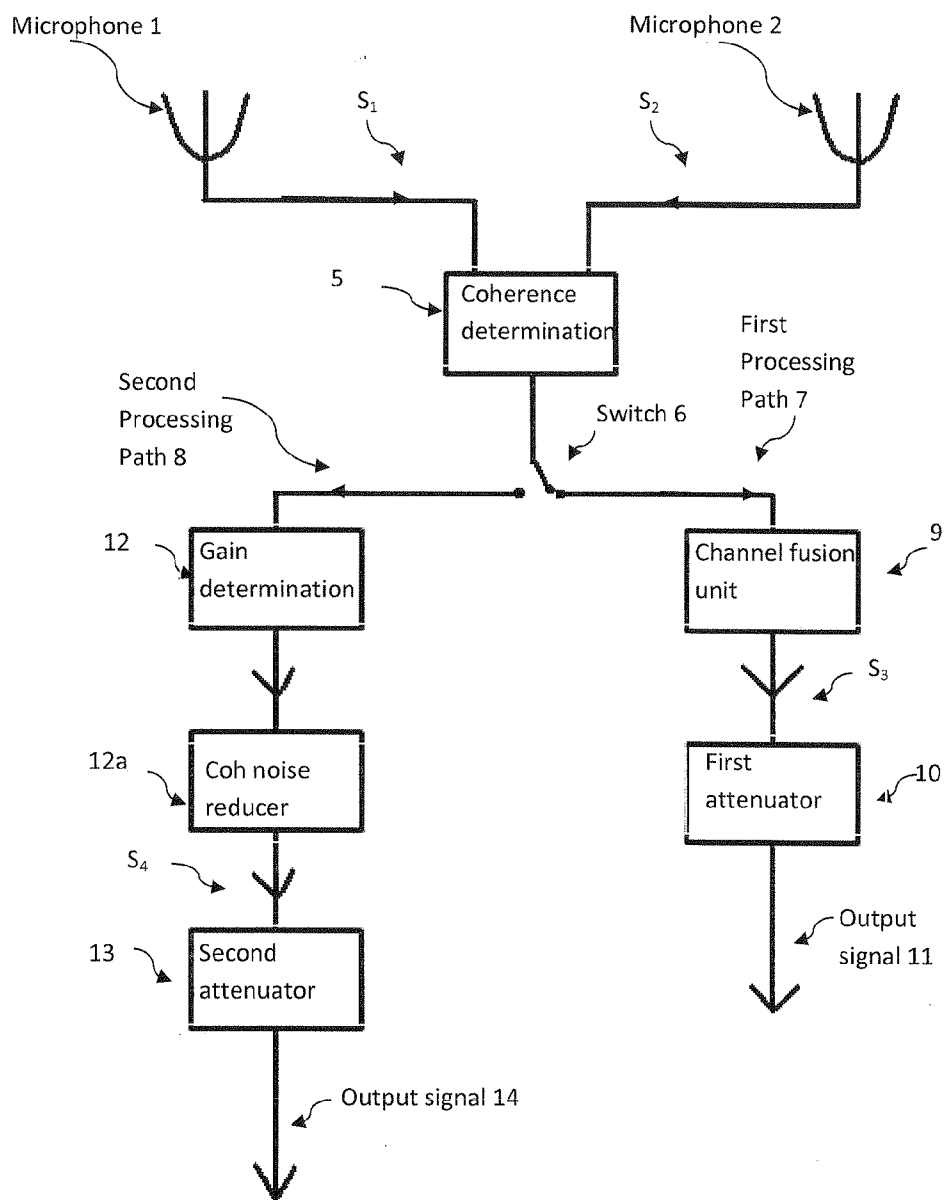 Microphone 1
Microphone 2
S1
S2
5
Coherence
determination
First
Processing
Path 7
Second
Processing
Path 8
Switch 6
12
Gain
determination
Channel fusion
unit
9
S3
12a
Coh noise
reducer
First
attenuator
10
S4
13
Second
attenuator
Output
signal 11
Output signal 14